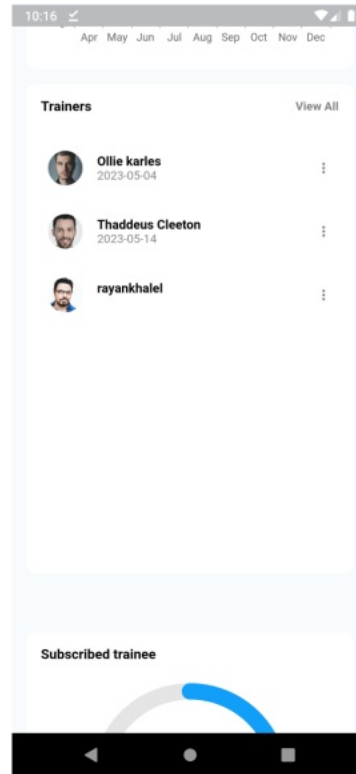 10:16
Apr May Jun Jul Aug Sep Oct Nov Dec
Trainers View All
Ollie karles
2023-05-04
Thaddeus Cleeton
2023-05-14
rayankhalel
Subscribed trainee